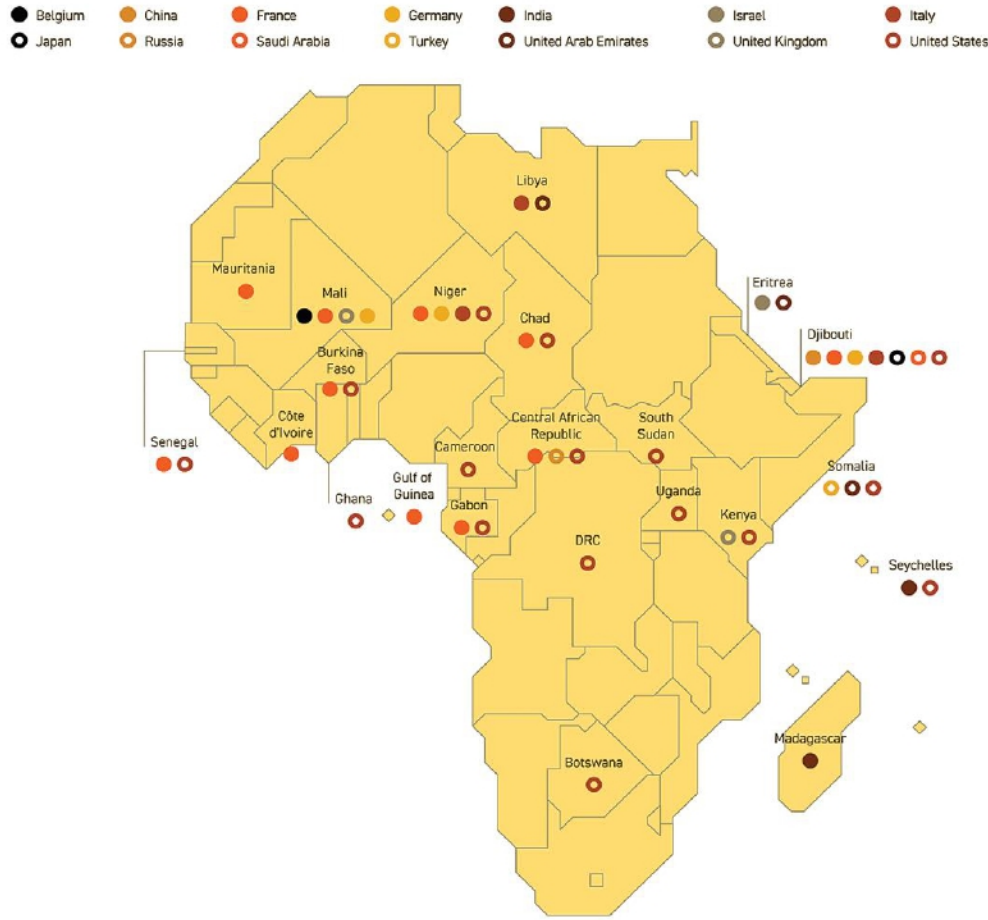 Belgium China France Germany India Israel Italy
Japan Russia Saudi Arabia Turkey United Arab Emirates United Kingdom United States
Libya
Mauritania
Mali
Niger
Chad
Eritrea
Djibouti
Burkina
Faso
Côte
d'Ivoire
Senegal
Central African
Republic
South
Sudan
Cameroon
Somalia
Ghana
Gulf of
Guinea
Gabon
Uganda
Kenya
DRC
Seychelles
Madagascar
Botswana